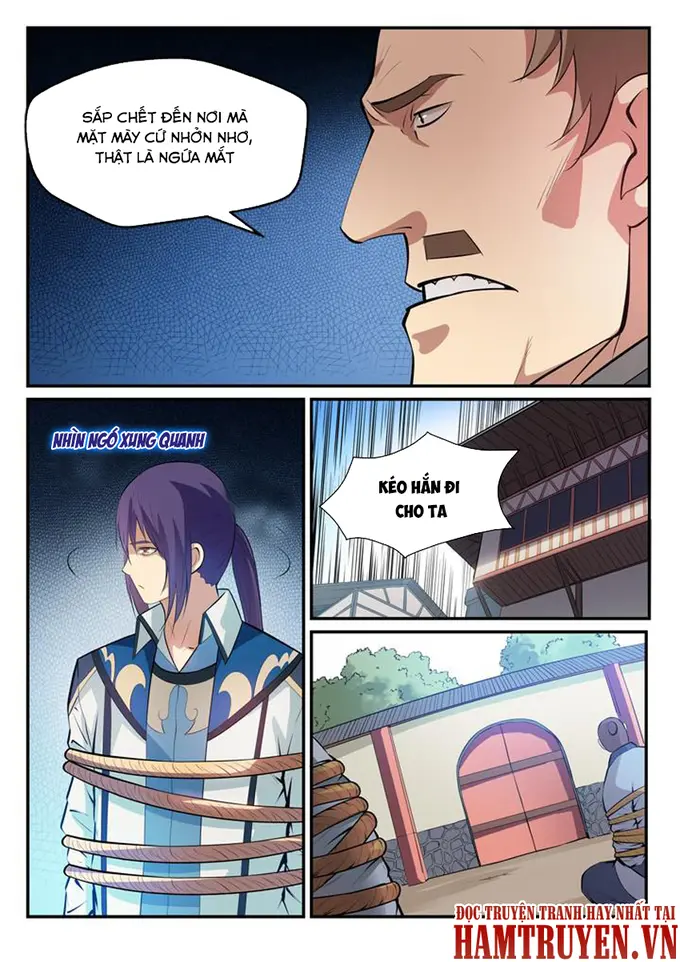 SẮP CHẾT ĐẾN NƠI MÀ
MẶT MÀY CỨ NHỞN NHƠ,
THẬT LÀ NGỨA MẮT
NHÌN NGÓ XUNG QUANH
KÉO HẮN ĐI
CHO TA
ĐỌC TRUYỆN TRANH HAY NHẤT TẠI
HAMTRUYEN.VN